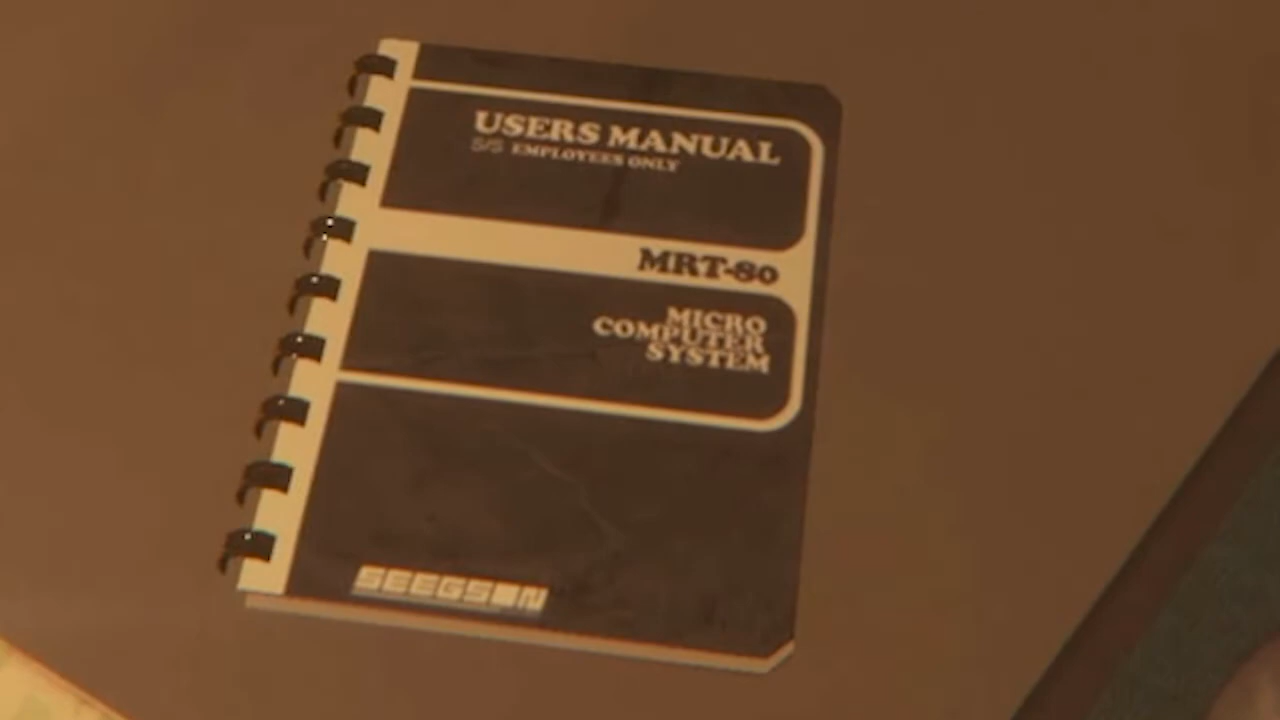 USERS MANUAL
S/S EMPLOYEES ONLY
MRT-80
MICRO
COMPUTER
SYSTEM
SEEGSON